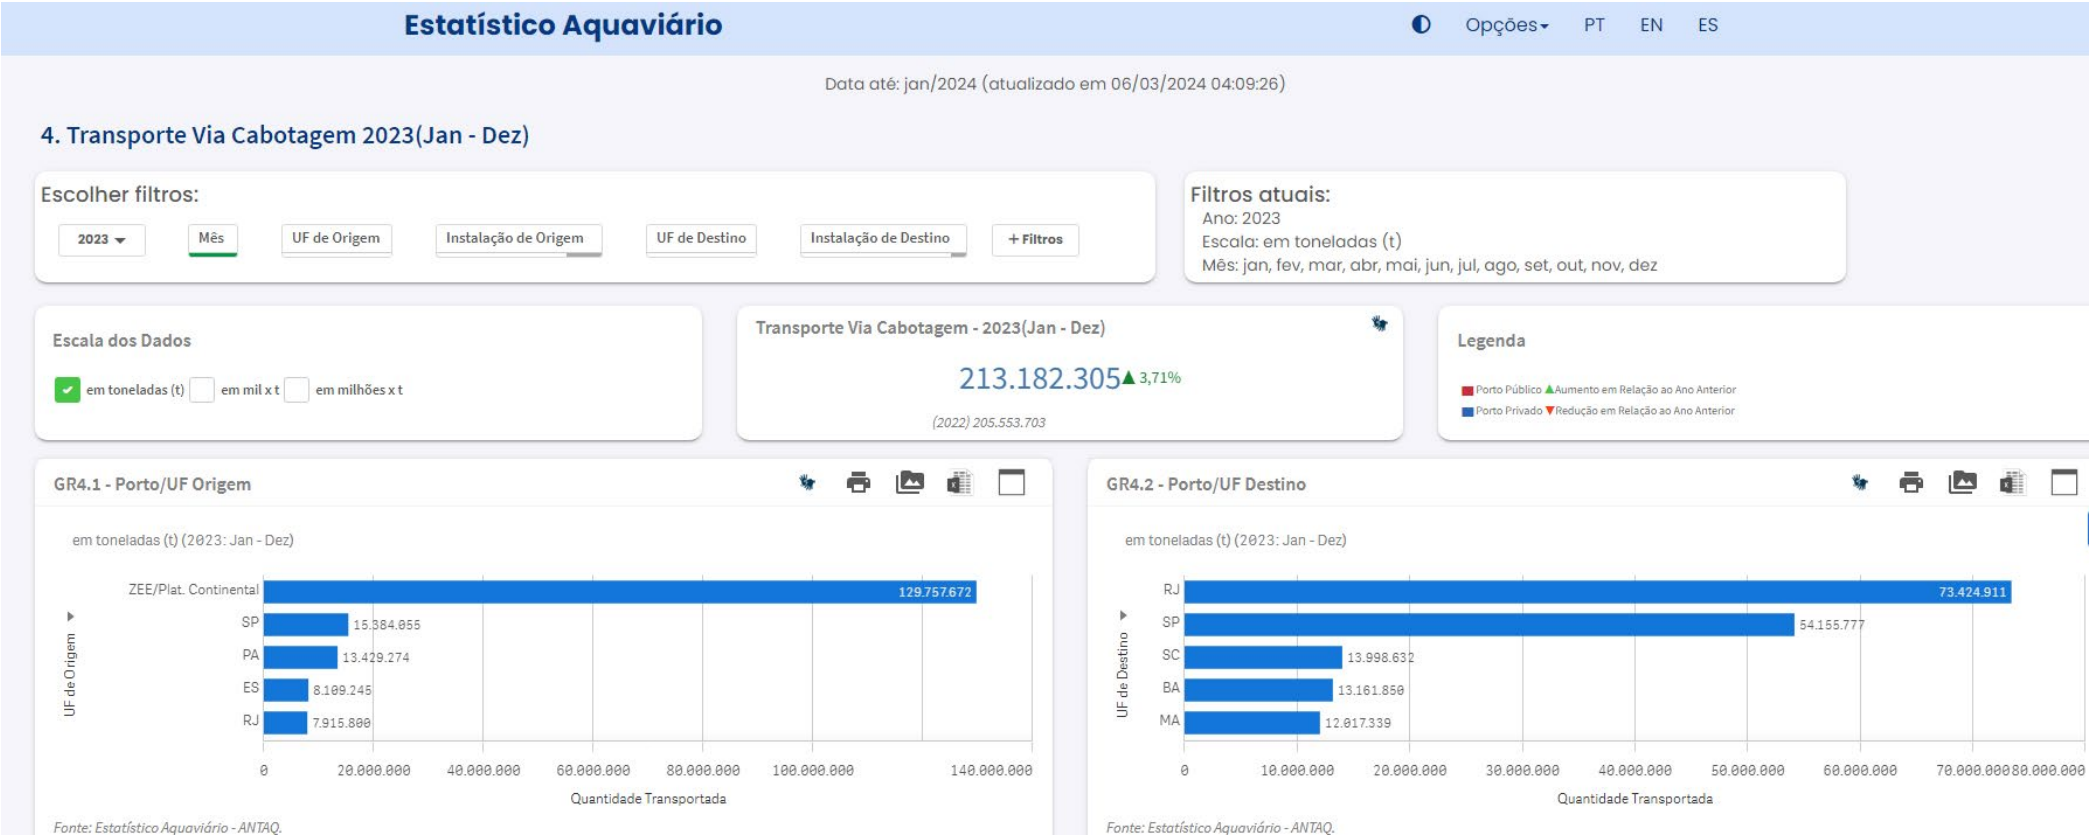 Estatístico Aquaviário
Opções PT EN ES
Data até: jan/2024 (atualizado em 06/03/2024 04:09:26)
4. Transporte Via Cabotagem 2023(Jan - Dez)
Escolher filtros:
2023 Mês UF de Origem Instalação de Origem UF de Destino Instalação de Destino +Filtros
Filtros atuais:
Ano: 2023
Escala: em toneladas (t)
Mês: jan, fev, mar, abr, mai, jun, jul, ago, set, out, nov, dez
Escala dos Dados
em toneladas (t) em mil x t em milhões x t
Transporte Via Cabotagem - 2023(Jan - Dez)
213.182.305▲ 3,71%
(2022) 205.553.703
Legenda
Porto Público ▲Aumento em Relação ao Ano Anterior
Porto Privado ▼Redução em Relação ao Ano Anterior
GR4.1 - Porto/UF Origem
em toneladas (t) (2023: Jan - Dez)
UF de Origem
ZEE/Plat. Continental 129.757.672
SP 15.384.055
PA 13.429.274
ES 8.109.245
RJ 7.915.800
0 20.000.000 40.000.000 60.000.000 80.000.000 100.000.000 140.000.000
Quantidade Transportada
Fonte: Estatístico Aquaviário - ANTAQ.
GR4.2 - Porto/UF Destino
em toneladas (t) (2023: Jan - Dez)
UF de Destino
RJ 73.424.911
SP 54.155.777
SC 13.998.632
BA 13.161.850
MA 12.017.339
0 10.000.000 20.000.000 30.000.000 40.000.000 50.000.000 60.000.000 70.000.000 80.000.000
Quantidade Transportada
Fonte: Estatístico Aquaviário - ANTAQ.